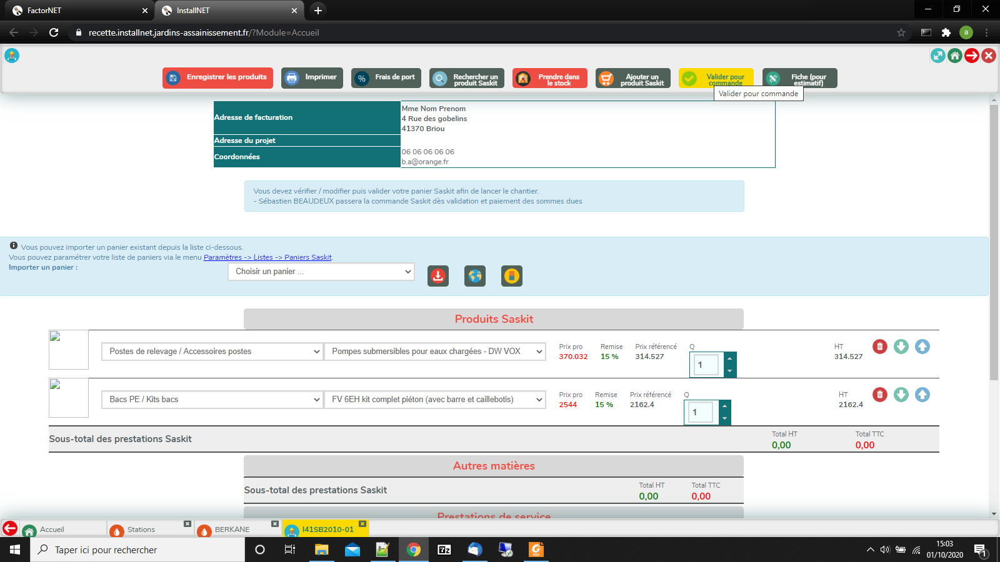 FactorNET
InstallNET
recette.installnet.jardins-assainissement.fr/?Module=Accueil
a
Enregistrer les produits
Imprimer
% Frais de port
Rechercher un
produit Saskit
Prendre dans
le stock
Ajouter un
produit Saskit
Valider pour
commande
Fiche (pour
estimatif)
Valider pour commande
Adresse de facturation
Mme Nom Prenom
4 Rue des gobelins
41370 Briou
Adresse du projet
Coordonnées
06 06 06 06 06
b.a@orange.fr
Vous devez vérifier / modifier puis valider votre panier Saskit afin de lancer le chantier.
- Sébastien BEAUDEUX passera la commande Saskit dès validation et paiement des sommes dues
Vous pouvez importer un panier existant depuis la liste ci-dessous.
Vous pouvez paramétrer votre liste de paniers via le menu Paramètres -> Listes -> Paniers Saskit.
Importer un panier :
Choisir un panier ...
Produits Saskit
Postes de relevage / Accessoires postes
Pompes submersibles pour eaux chargées - DW VOX
Prix pro Remise Prix référencé Q HT
370.032 15 % 314.527 1 314.527
Bacs PE / Kits bacs
FV 6EH kit complet piéton (avec barre et caillebotis)
Prix pro Remise Prix référencé Q HT
2544 15 % 2162.4 1 2162.4
Sous-total des prestations Saskit
Total HT Total TTC
0,00 0,00
Autres matières
Sous-total des prestations Saskit
Total HT Total TTC
0,00 0,00
Prestations de service
Accueil
Stations
BERKANE
I41SB2010-01
Taper ici pour rechercher
7z
15:03
01/10/2020
1